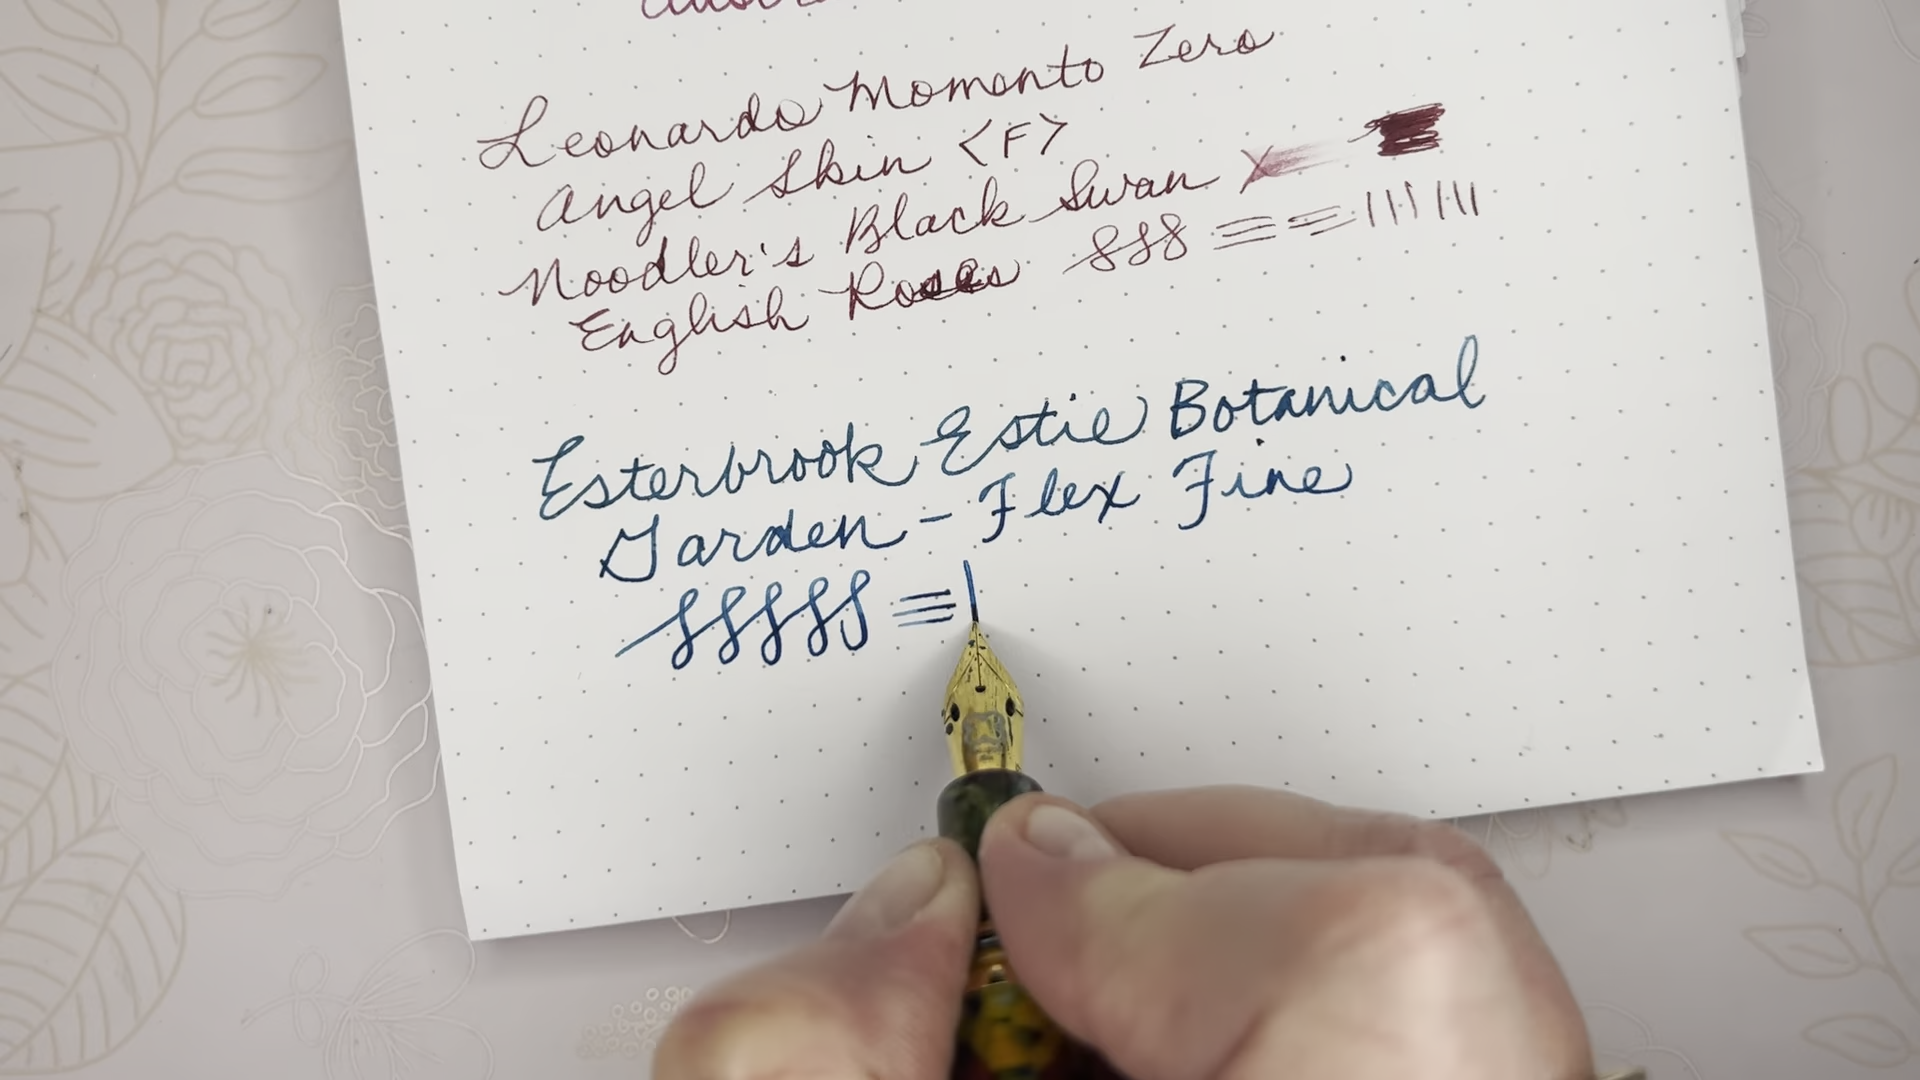 Leonardo Momento Zero
Angel Skin <F>
Noodler's Black Swan X
English Roses
Esterbrook Estie Botanical
Garden - Flex Fine